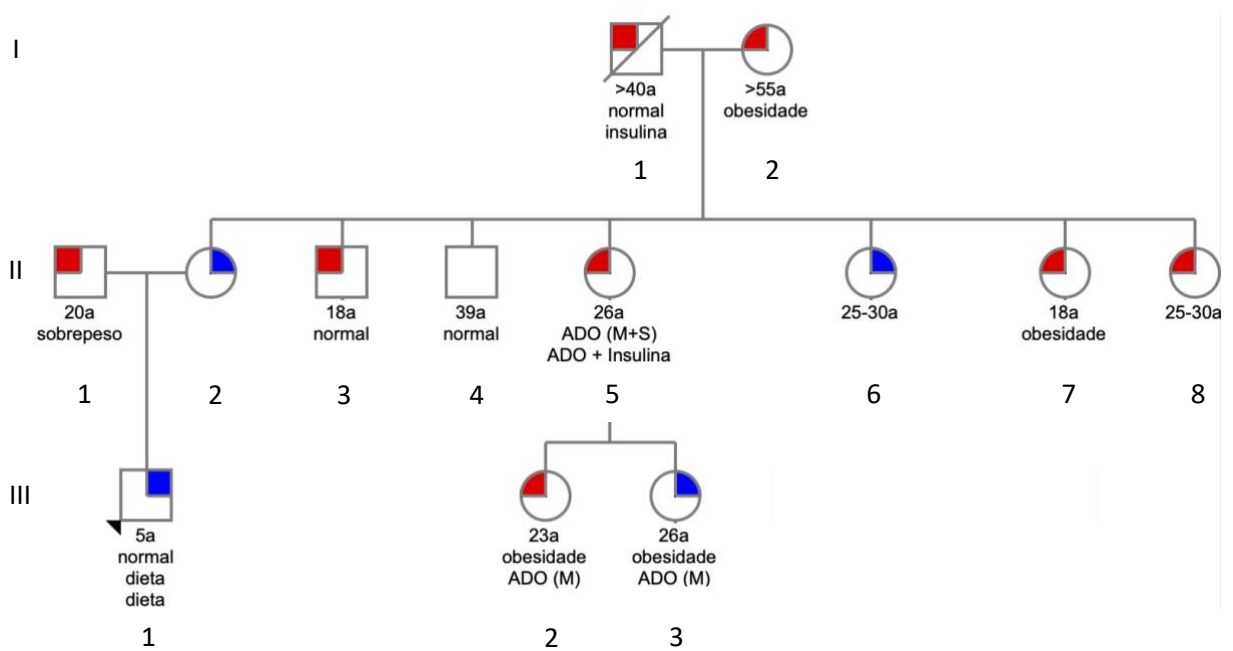 I
>40a
normal
insulina
1
>55a
obesidade
2
II
20a
sobrepeso
1
2
18a
normal
3
39a
normal
4
26a
ADO (M+S)
ADO + Insulina
5
25-30a
6
18a
obesidade
7
25-30a
8
III
5a
normal
dieta
dieta
1
23a
obesidade
ADO (M)
2
26a
obesidade
ADO (M)
3